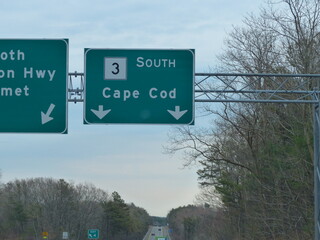 oth
on Hwy
met
3 SOUTH
Cape Cod